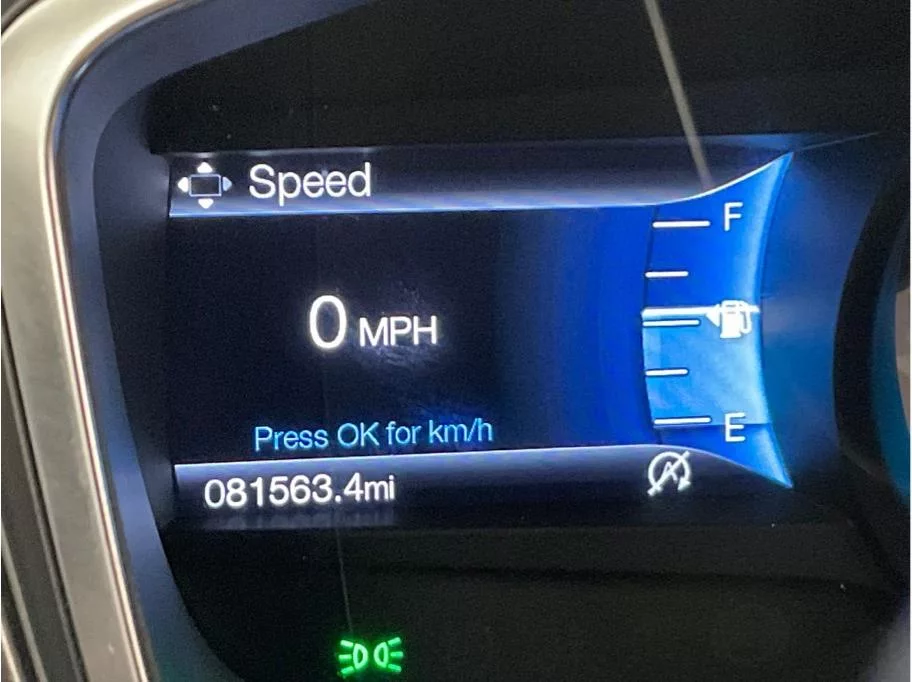 Speed
F
0 MPH
Press OK for km/h
E
081563.4mi
A